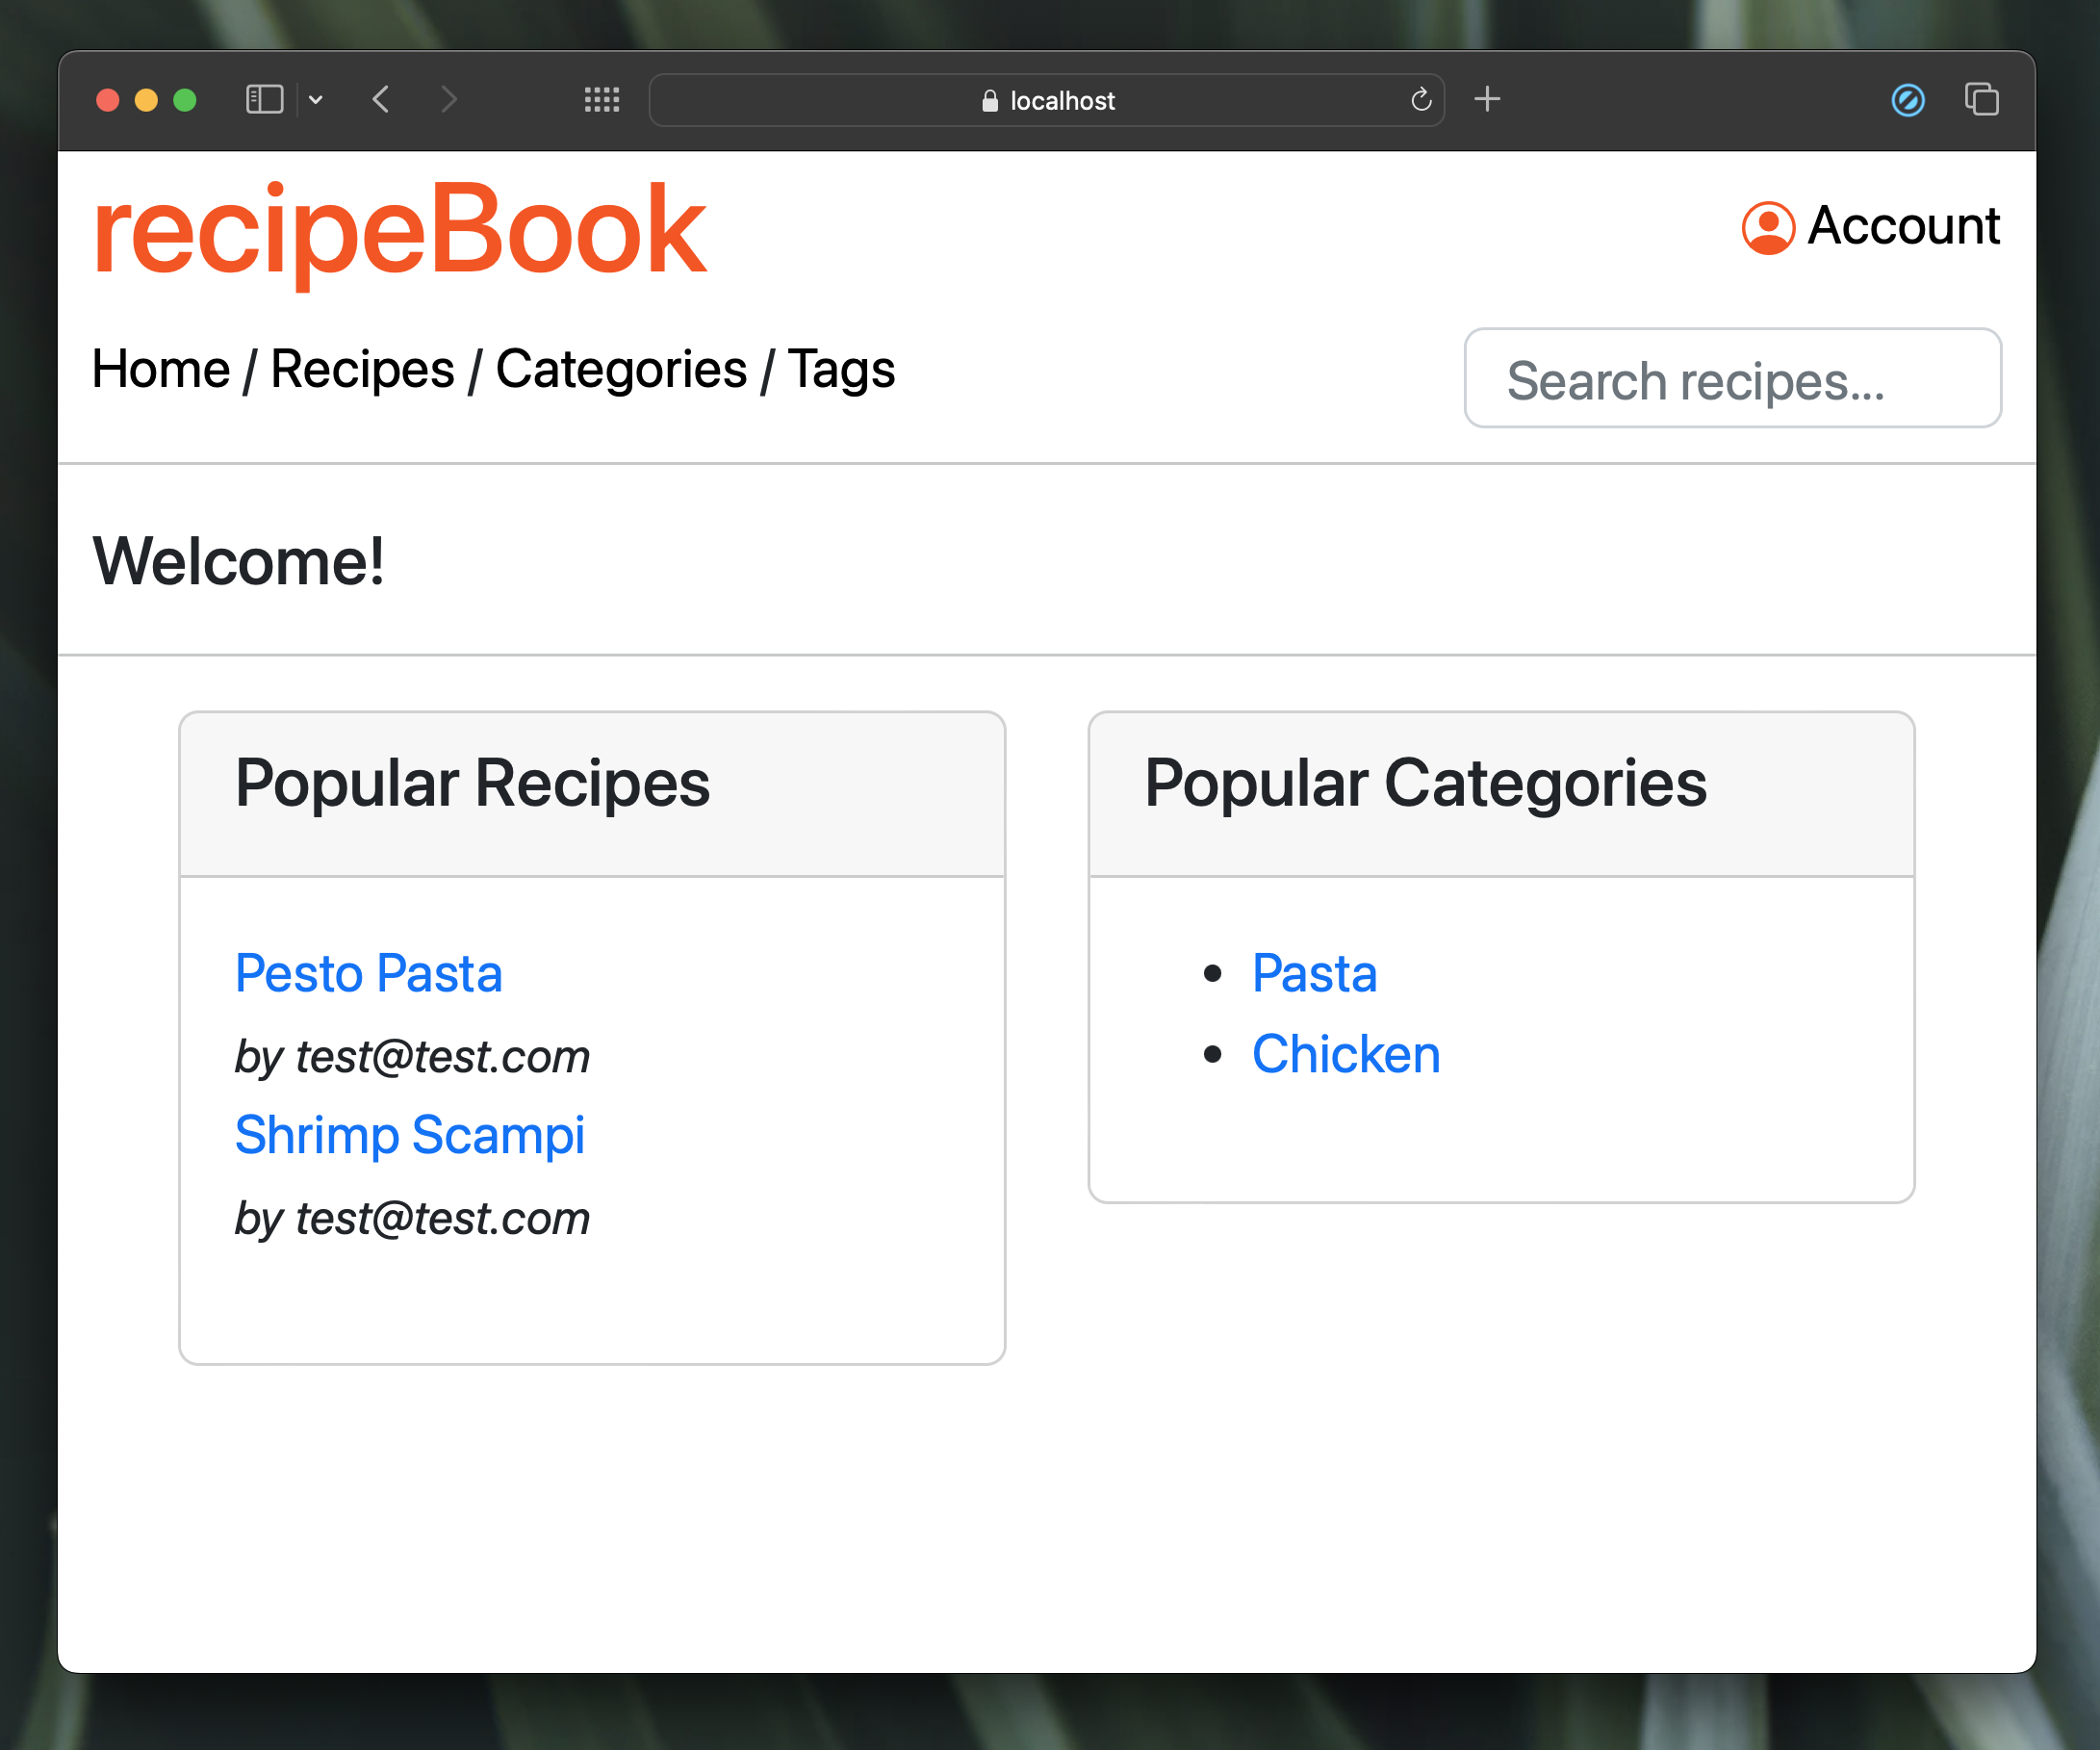 localhost
recipeBook
Account
Home / Recipes / Categories / Tags
Search recipes...
Welcome!
Popular Recipes
Pesto Pasta
by test@test.com
Shrimp Scampi
by test@test.com
Popular Categories
Pasta
Chicken